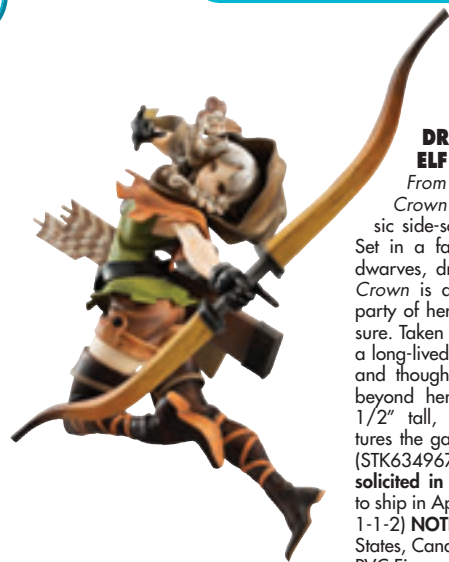 DR
ELF
From
Crown
sic side-sc
Set in a fa
dwarves, dr
Crown is a
party of her
sure. Taken
a long-lived
and though
beyond her
1/2" tall,
tures the ga
(STK634967
solicited in
to ship in Ap
1-1-2) NOTE
States, Cana